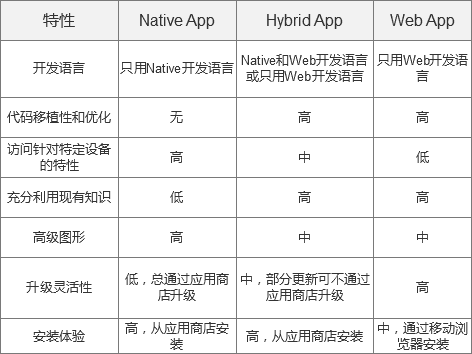 特性 Native App Hybrid App Web App
开发语言 只用Native开发语言 Native和Web开发语言 只用Web开发语
或只用Web开发语言 言
代码移植性和优化 无 高 高
访问针对特定设备 高 中 低
的特性
充分利用现有知识 低 高 高
高级图形 高 中 中
升级灵活性 低，总通过应用商 中，部分更新可不通过 高
店升级 应用商店升级
安装体验 高，从应用商店安 高，从应用商店安装 中，通过移动浏
装 览器安装